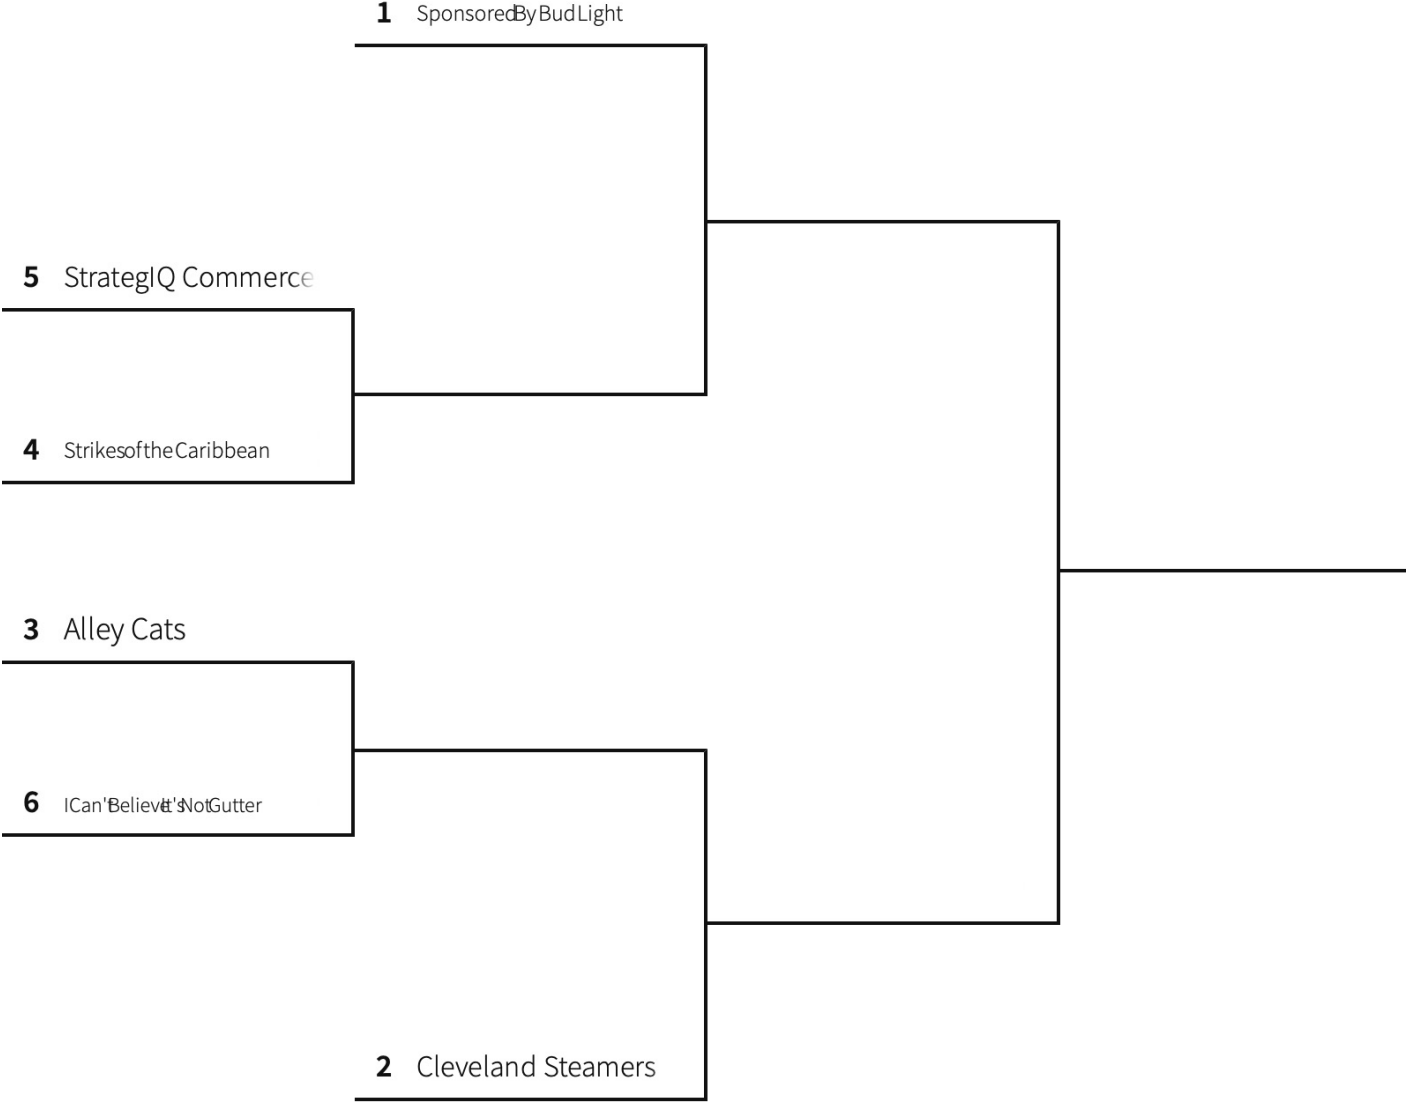 1 Sponsored By Bud Light
5 StrategIQ Commerce
4 Strikes of the Caribbean
3 Alley Cats
6 I Can't Believe It's Not Gutter
2 Cleveland Steamers